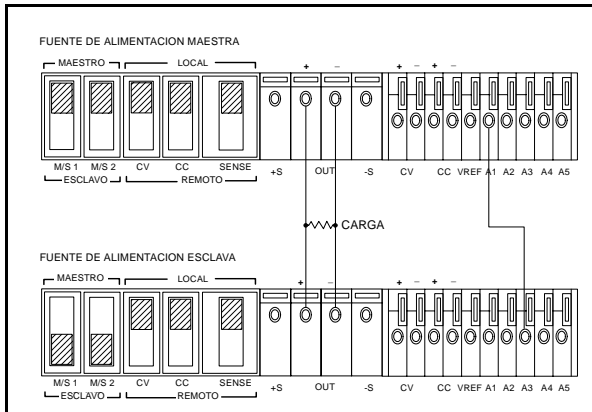 FUENTE DE ALIMENTACION MAESTRA
MAESTRO LOCAL
+ − + − + −
M/S 1 M/S 2 CV CC SENSE +S OUT -S CV CC VREF A1 A2 A3 A4 A5
ESCLAVO REMOTO
CARGA
FUENTE DE ALIMENTACION ESCLAVA
MAESTRO LOCAL
+ − + − + −
M/S 1 M/S 2 CV CC SENSE +S OUT -S CV CC VREF A1 A2 A3 A4 A5
ESCLAVO REMOTO